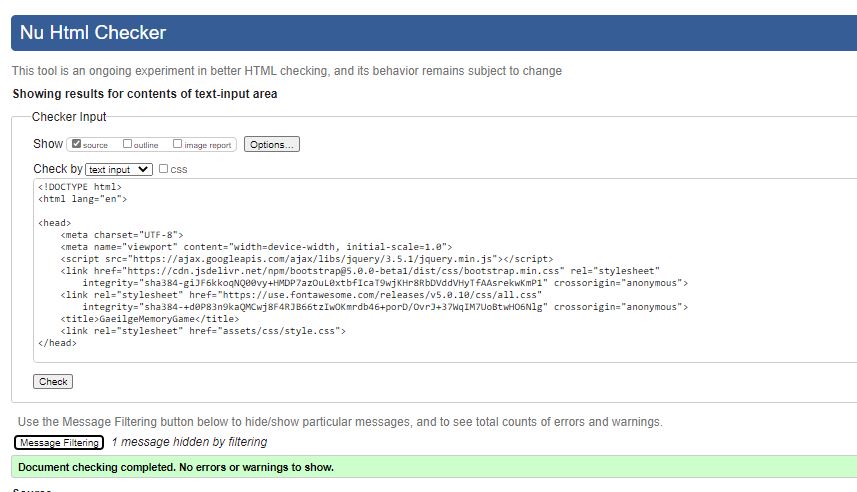 Nu Html Checker
This tool is an ongoing experiment in better HTML checking, and its behavior remains subject to change
Showing results for contents of text-input area
Checker Input
Show source outline image report Options...
Check by text input css
<!DOCTYPE html>
<html lang="en">
<head>
<meta charset="UTF-8">
<meta name="viewport" content="width=device-width, initial-scale=1.0">
<script src="https://ajax.googleapis.com/ajax/libs/jquery/3.5.1/jquery.min.js"></script>
<link href="https://cdn.jsdelivr.net/npm/bootstrap@5.0.0-beta1/dist/css/bootstrap.min.css" rel="stylesheet"
integrity="sha384-giJF6kkoqNQ00vy+HMDP7azOuL0xtbfIcaT9wjKHr8RbDVddVHyTfAAsrekwKmP1" crossorigin="anonymous">
<link rel="stylesheet" href="https://use.fontawesome.com/releases/v5.0.10/css/all.css"
integrity="sha384-+d0P83n9kaQMCwj8F4RJB66tzIwOKmrdb46+porD/OvrJ+37WqIM7UoBtwHO6Nlg" crossorigin="anonymous">
<title>GaeilgeMemoryGame</title>
<link rel="stylesheet" href="assets/css/style.css">
</head>
Check
Use the Message Filtering button below to hide/show particular messages, and to see total counts of errors and warnings.
Message Filtering 1 message hidden by filtering
Document checking completed. No errors or warnings to show.